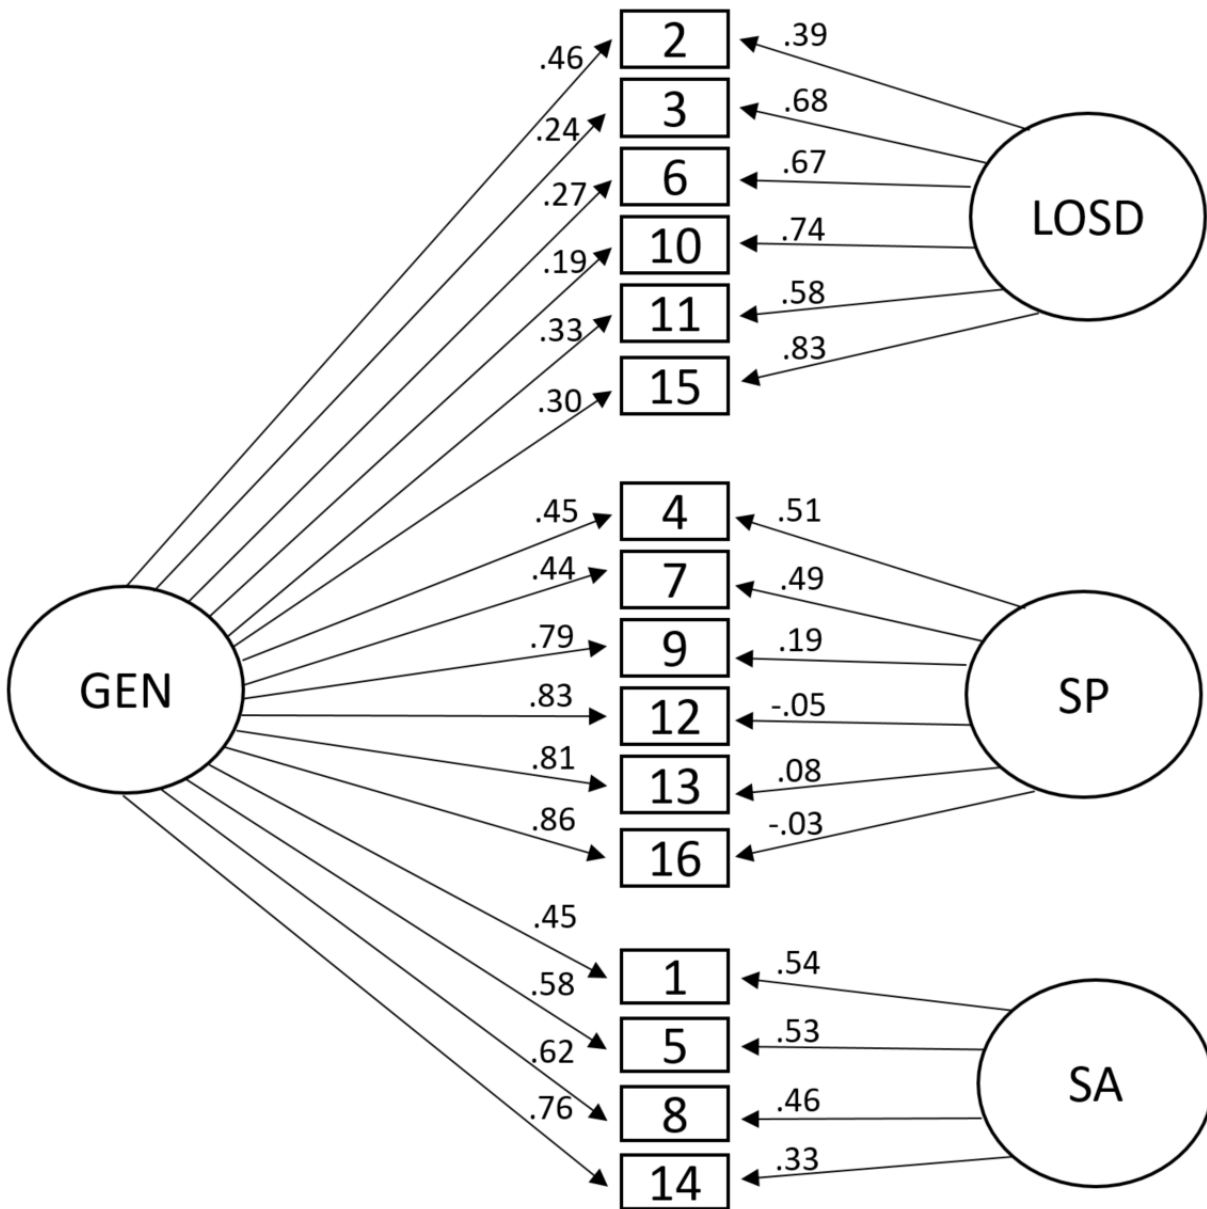 .46 2 .39
.24 3 .68
.27 6 .67
.19 10 .74
.33 11 .58
.30 15 .83
LOSD
.45 4 .51
.44 7 .49
.79 9 .19
.83 12 -.05
.81 13 .08
.86 16 -.03
GEN
SP
.45 1 .54
.58 5 .53
.62 8 .46
.76 14 .33
SA